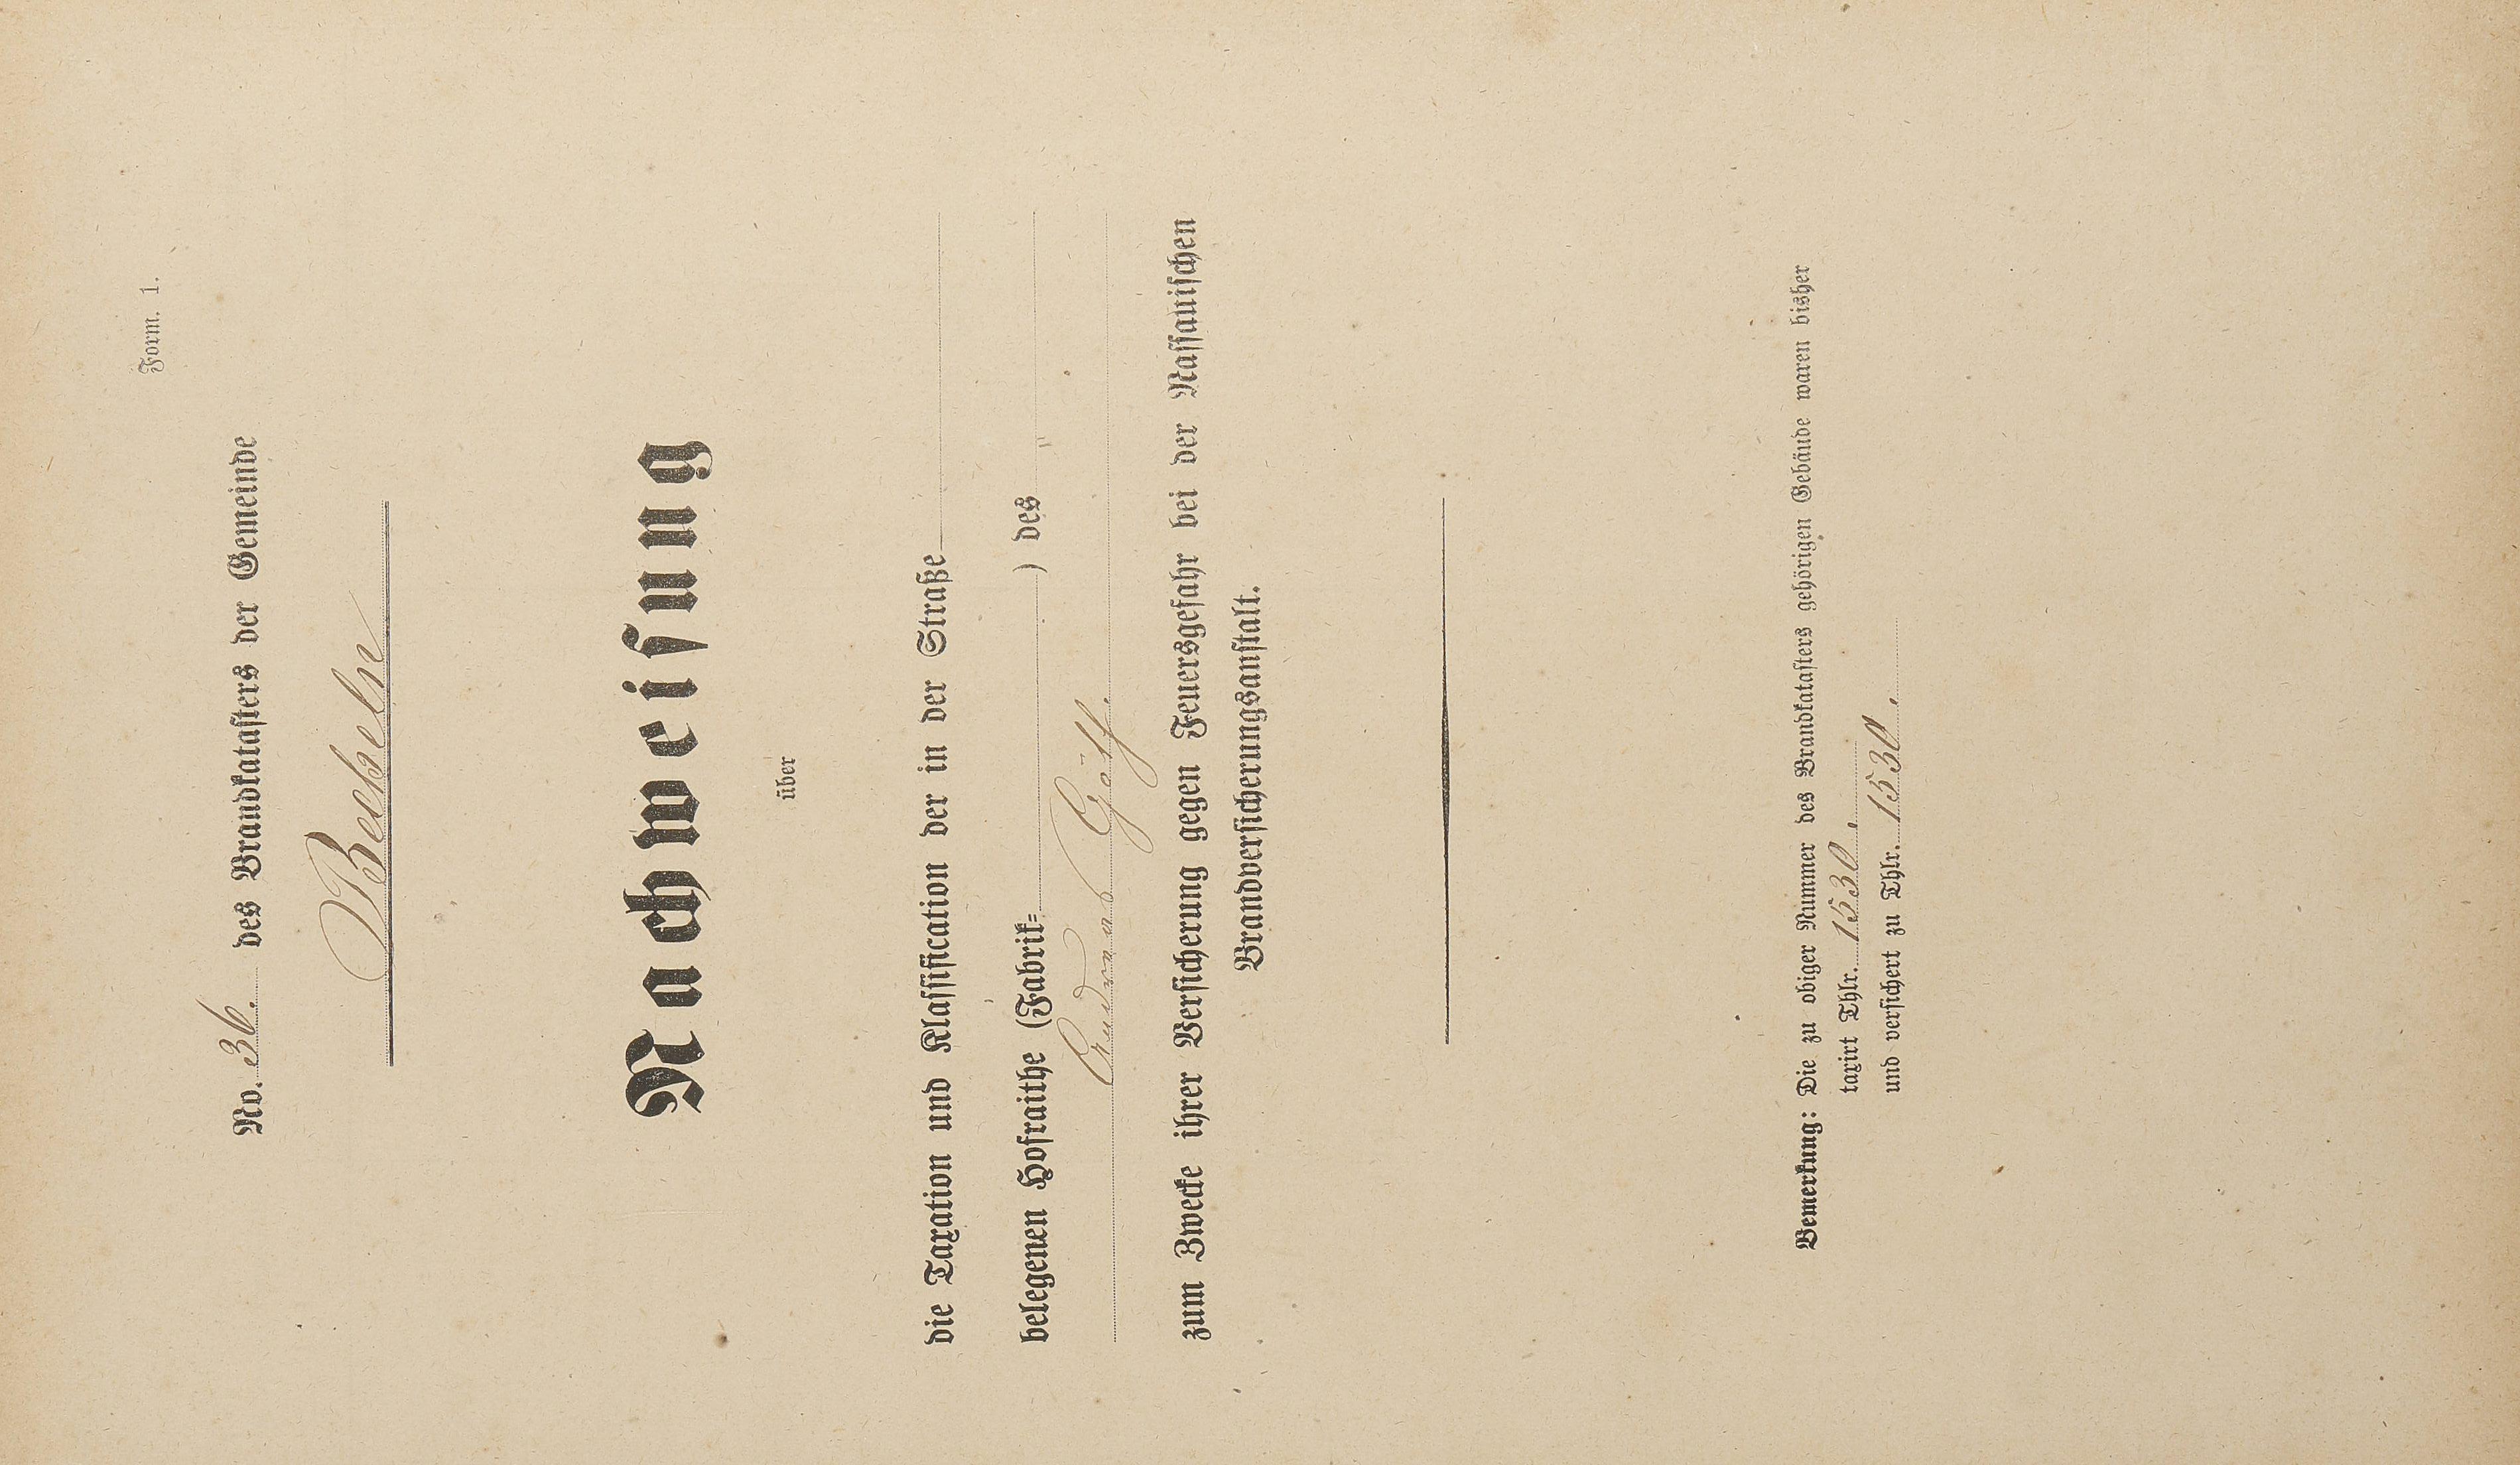 Form. 1.
No. 36. des Brandkatasters der Gemeinde
Becheln
Nachweisung
über
die Taxation und Klassification der in der Straße
belegenen Hofraithe (Fabrik= ) des "
Andreas
zum Zwecke ihrer Versicherung gegen Feuersgefahr bei der Nassauischen
Brandversicherungsanstalt.
Bemerkung: Die zu obiger Nummer des Brandkatasters gehörigen Gebäude waren bisher
taxirt Thlr. 1530.
und versichert zu Thlr. 1530.